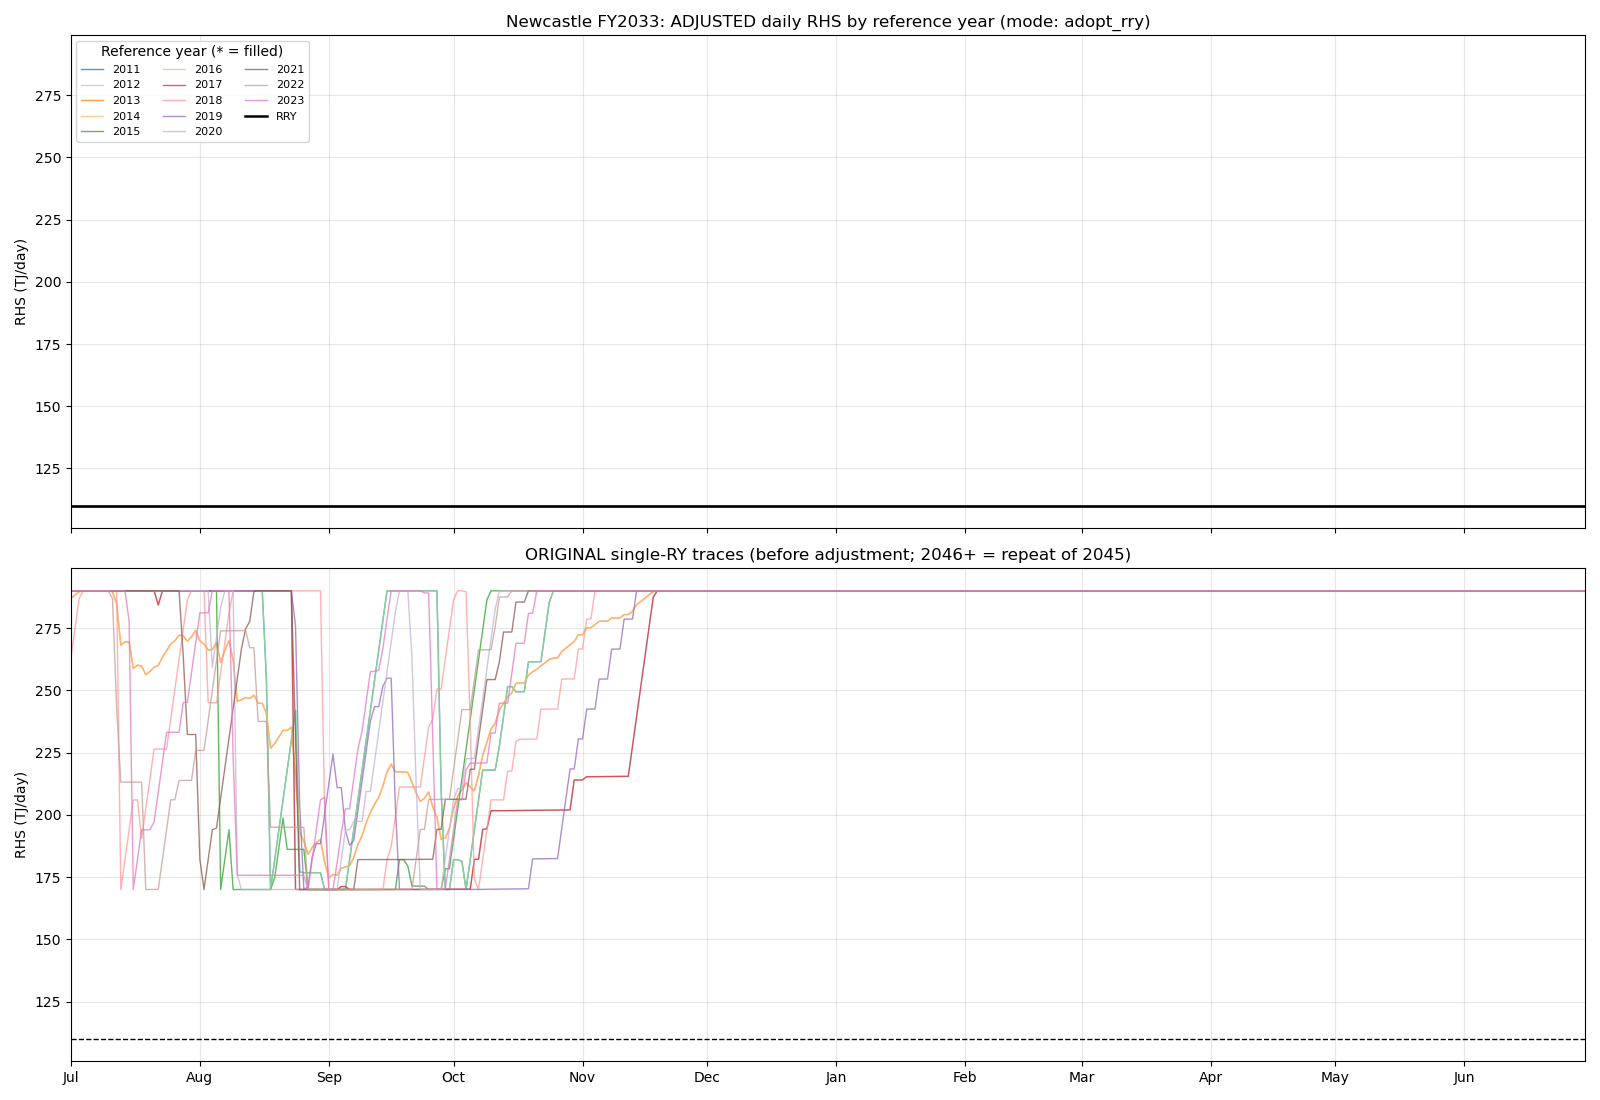 Newcastle FY2033: ADJUSTED daily RHS by reference year (mode: adopt_rry)
Reference year (* = filled)
2011 2016 2021
2012 2017 2022
2013 2018 2023
2014 2019 RRY
2015 2020
275
250
225
200
175
150
125
RHS (TJ/day)
ORIGINAL single-RY traces (before adjustment; 2046+ = repeat of 2045)
275
250
225
200
175
150
125
RHS (TJ/day)
Jul Aug Sep Oct Nov Dec Jan Feb Mar Apr May Jun